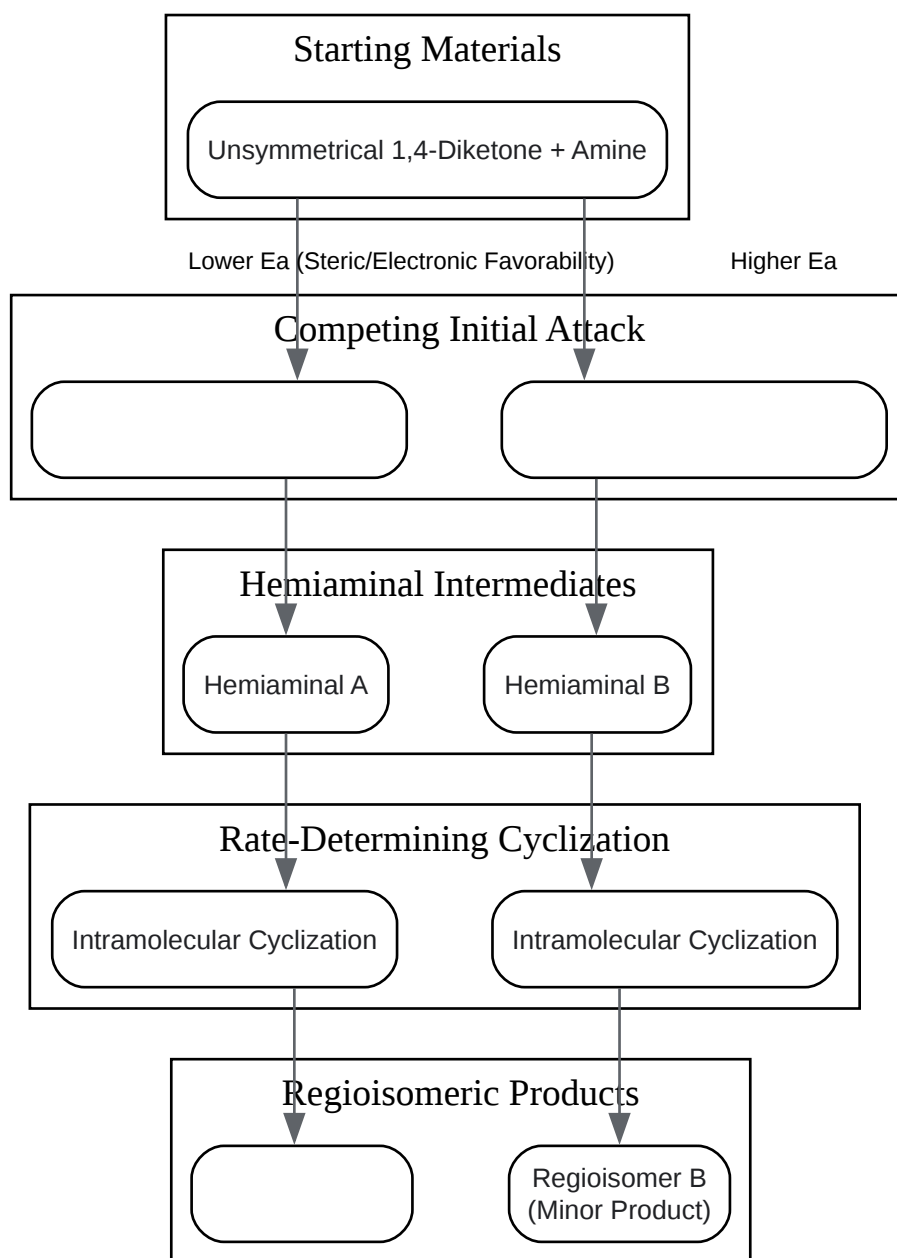 Starting Materials
Unsymmetrical 1,4-Diketone + Amine
Lower Ea (Steric/Electronic Favorability)
Higher Ea
Competing Initial Attack
Hemiaminal Intermediates
Hemiaminal A
Hemiaminal B
Rate-Determining Cyclization
Intramolecular Cyclization
Intramolecular Cyclization
Regioisomeric Products
Regioisomer B
(Minor Product)